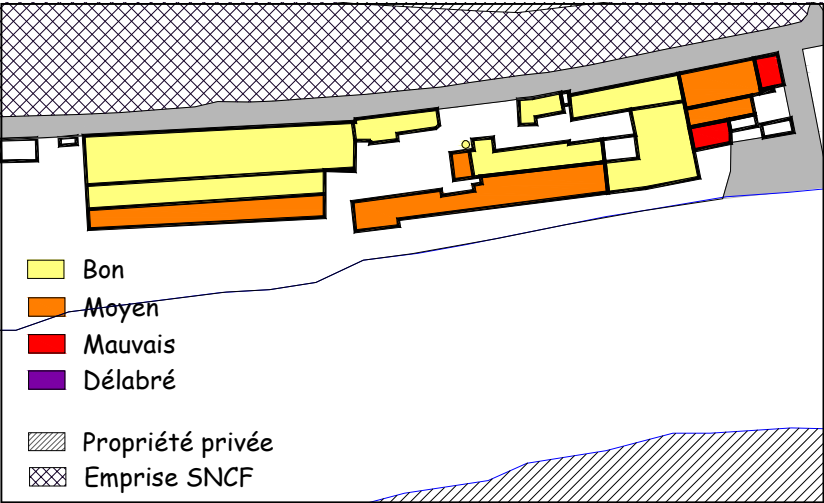 Bon
Moyen
Mauvais
Délabré
Propriété privée
Emprise SNCF